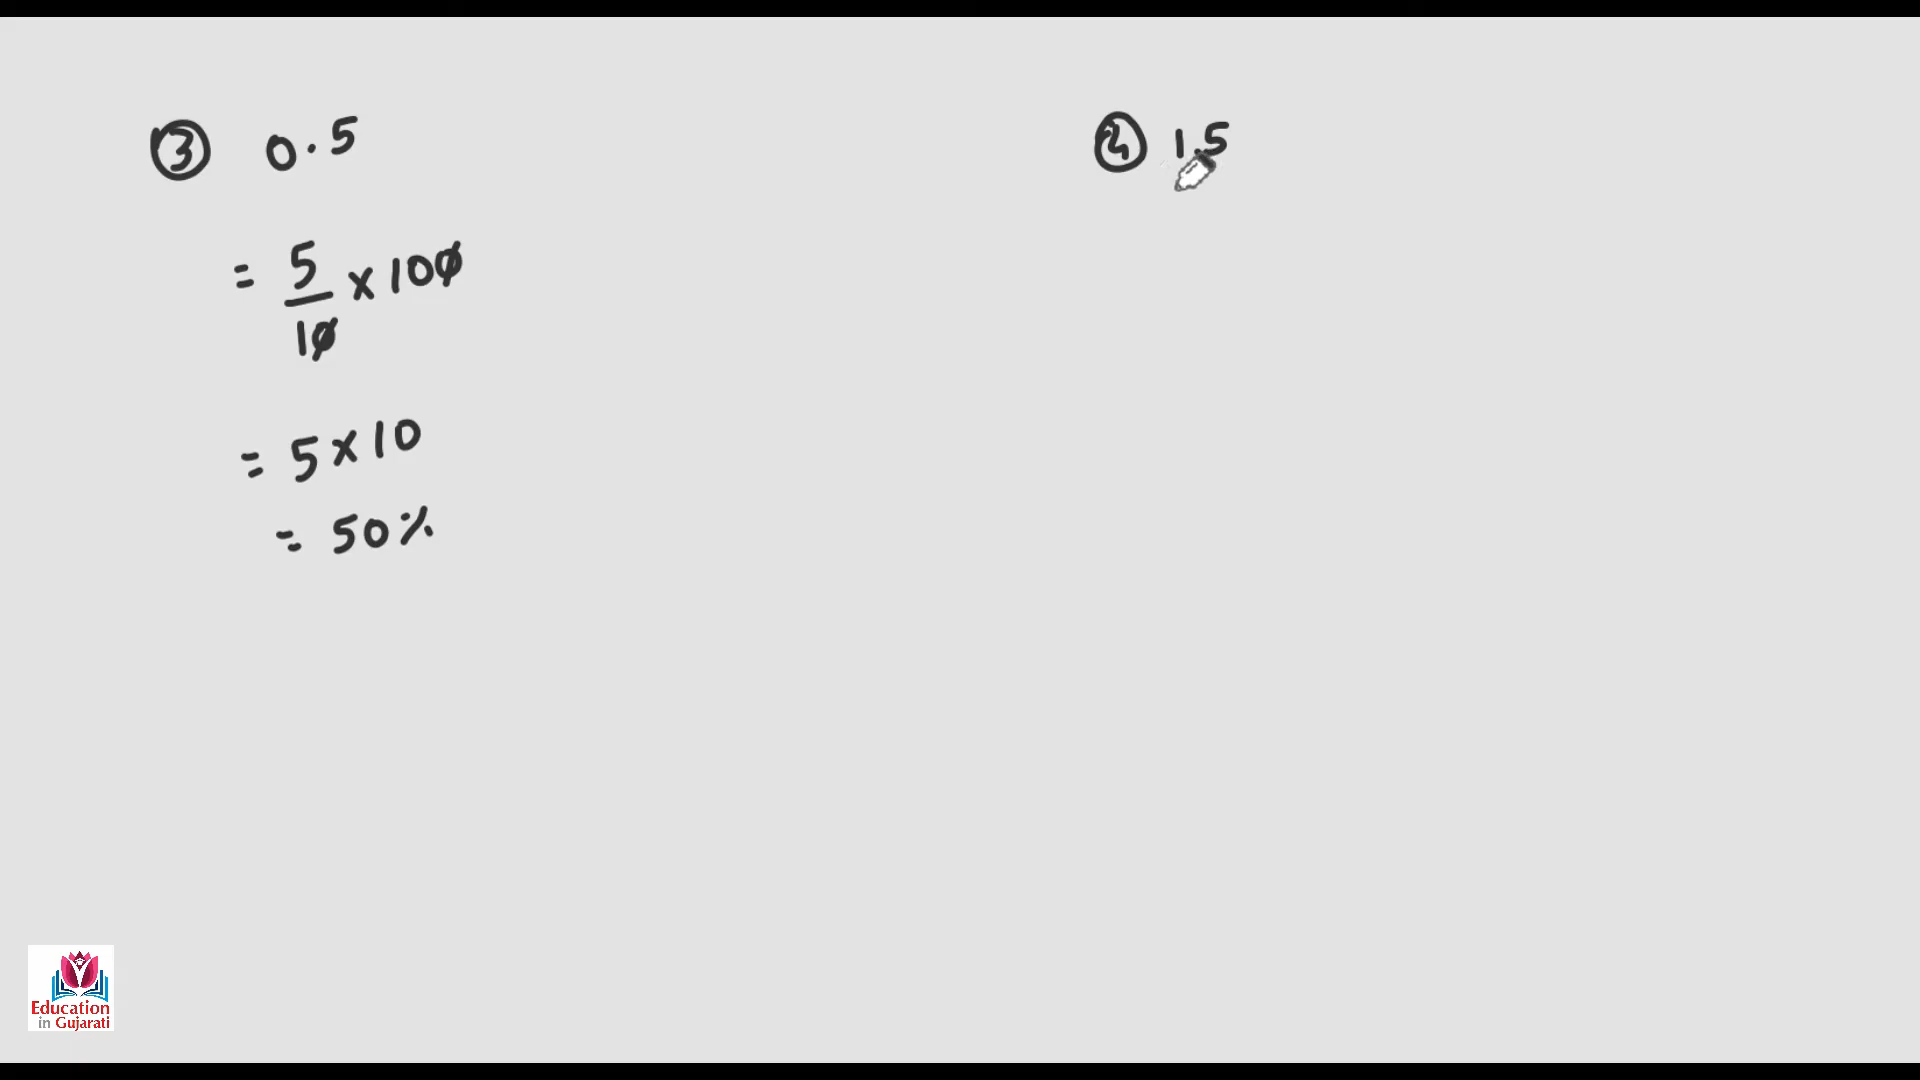 ③ 0.5
= 5/10 × 100
= 5 × 10
= 50%
④ 1.5
Education
in Gujarati